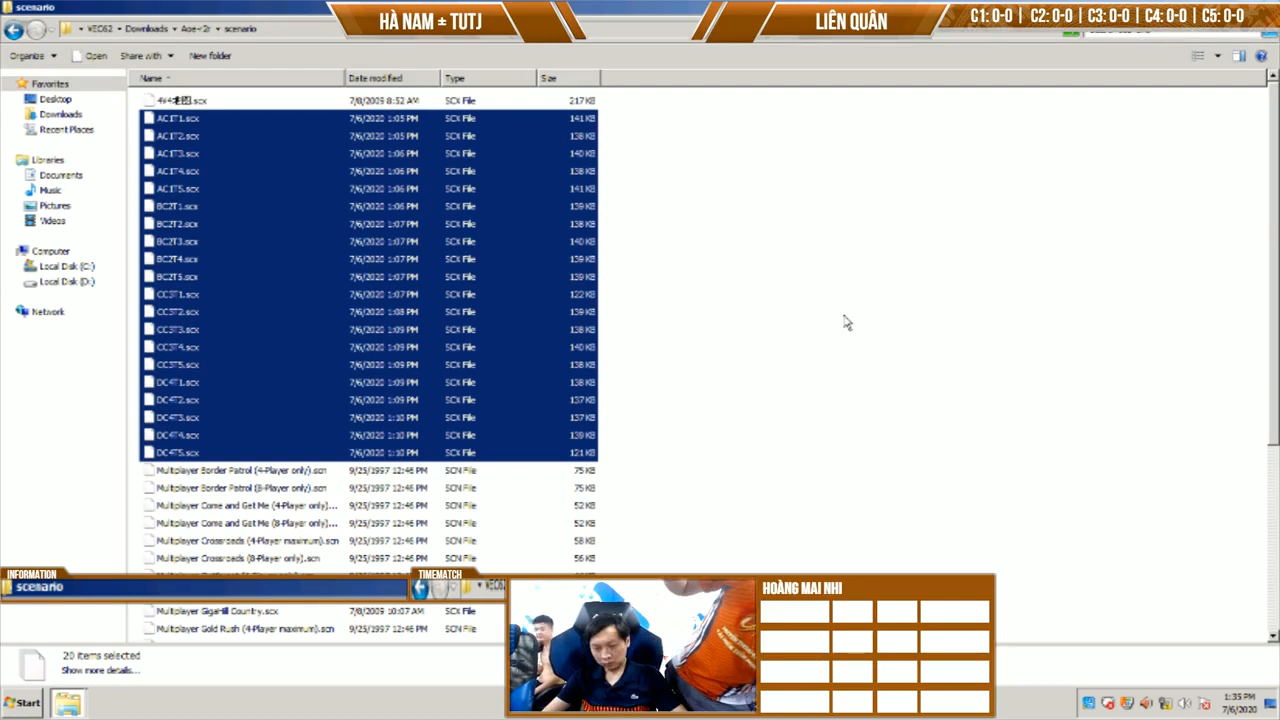 scenario
HÀ NAM ± TUTJ
LIÊN QUÂN
C1: 0-0 | C2: 0-0 | C3: 0-0 | C4: 0-0 | C5: 0-0
VEC62 Downloads Aoe-2r scenario
Organize Open Share with New folder
Favorites
Desktop
Downloads
Recent Places
Libraries
Documents
Music
Pictures
Videos
Computer
Local Disk (C:)
Local Disk (D:)
Network
Name Date modified Type Size
7/8/2009 8:52 AM SCX File 217 KB
AC1T1.scx 7/6/2020 1:05 PM SCX File 141 KB
AC1T2.scx 7/6/2020 1:05 PM SCX File 138 KB
AC1T3.scx 7/6/2020 1:06 PM SCX File 140 KB
AC1T4.scx 7/6/2020 1:06 PM SCX File 138 KB
AC1T5.scx 7/6/2020 1:06 PM SCX File 141 KB
BC2T1.scx 7/6/2020 1:06 PM SCX File 139 KB
BC2T2.scx 7/6/2020 1:07 PM SCX File 138 KB
BC2T3.scx 7/6/2020 1:07 PM SCX File 140 KB
BC2T4.scx 7/6/2020 1:07 PM SCX File 139 KB
BC2T5.scx 7/6/2020 1:07 PM SCX File 139 KB
CC3T1.scx 7/6/2020 1:07 PM SCX File 122 KB
CC3T2.scx 7/6/2020 1:08 PM SCX File 139 KB
CC3T3.scx 7/6/2020 1:09 PM SCX File 138 KB
CC3T4.scx 7/6/2020 1:09 PM SCX File 140 KB
CC3T5.scx 7/6/2020 1:09 PM SCX File 138 KB
DC4T1.scx 7/6/2020 1:09 PM SCX File 138 KB
DC4T2.scx 7/6/2020 1:09 PM SCX File 137 KB
DC4T3.scx 7/6/2020 1:10 PM SCX File 137 KB
DC4T4.scx 7/6/2020 1:10 PM SCX File 139 KB
DC4T5.scx 7/6/2020 1:10 PM SCX File 121 KB
Multiplayer Border Patrol (4-Player only).scn 9/25/1997 12:46 PM SCN File 75 KB
Multiplayer Border Patrol (8-Player only).scn 9/25/1997 12:46 PM SCN File 75 KB
Multiplayer Come and Get Me (4-Player only)... 9/25/1997 12:46 PM SCN File 52 KB
Multiplayer Come and Get Me (8-Player only)... 9/25/1997 12:46 PM SCN File 52 KB
Multiplayer Crossroads (4-Player maximum).scn 9/25/1997 12:46 PM SCN File 58 KB
Multiplayer Crossroads (8-Player only).scn 9/25/1997 12:46 PM SCN File 56 KB
INFORMATION
TIMEMATCH
scenario
HOÀNG MAI NHI
Multiplayer GigaHill Country.scx 7/8/2009 10:07 AM
Multiplayer Gold Rush (4-Player maximum).scn 9/25/1997 12:46 PM
20 items selected
Show more details...
Start
1:35 PM
7/6/2020